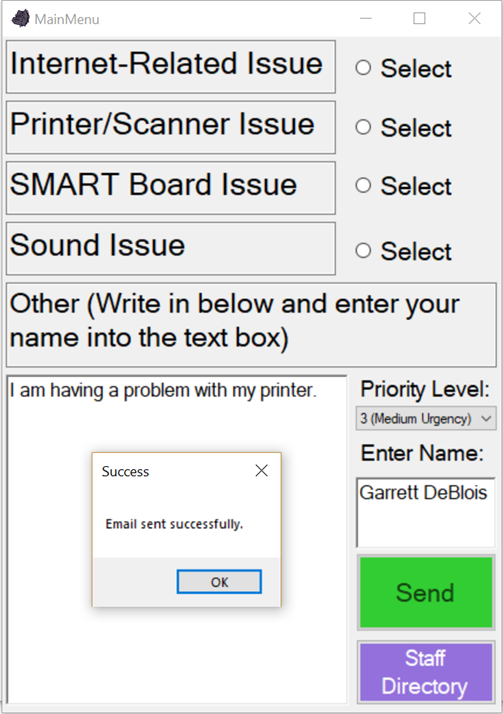 MainMenu
Internet-Related Issue
Select
Printer/Scanner Issue
Select
SMART Board Issue
Select
Sound Issue
Select
Other (Write in below and enter your
name into the text box)
I am having a problem with my printer.
Priority Level:
3 (Medium Urgency)
Enter Name:
Garrett DeBlois
Success
Email sent successfully.
OK
Send
Staff
Directory